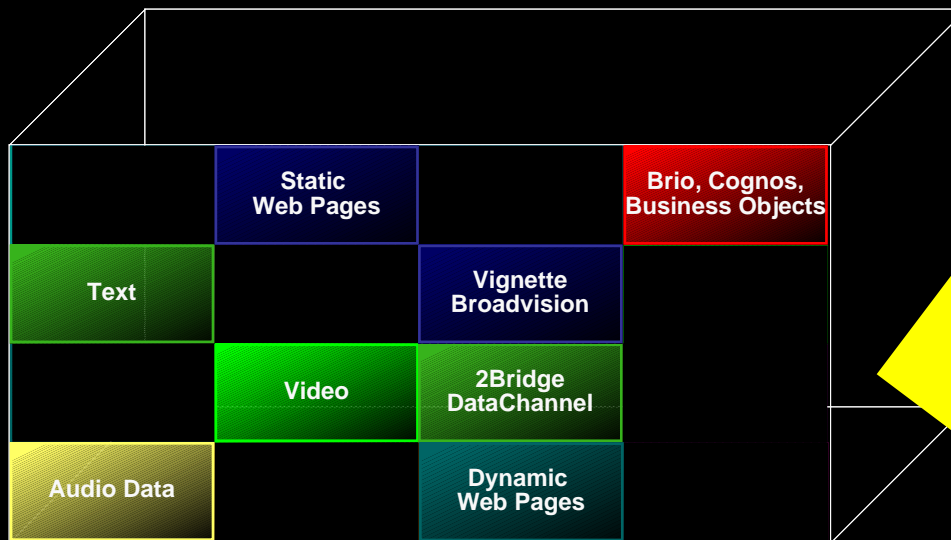 Static
Web Pages
Brio, Cognos,
Business Objects
Text
Vignette
Broadvision
Video
2Bridge
DataChannel
Audio Data
Dynamic
Web Pages